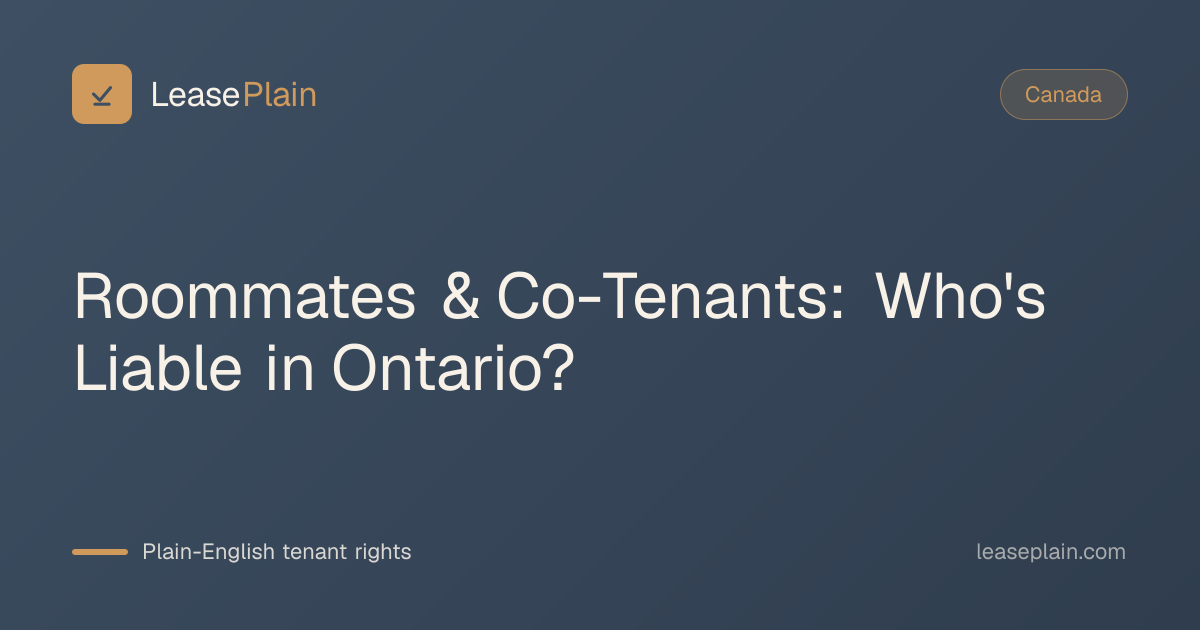 LeasePlain
Canada
Roommates & Co-Tenants: Who's
Liable in Ontario?
Plain-English tenant rights
leaseplain.com